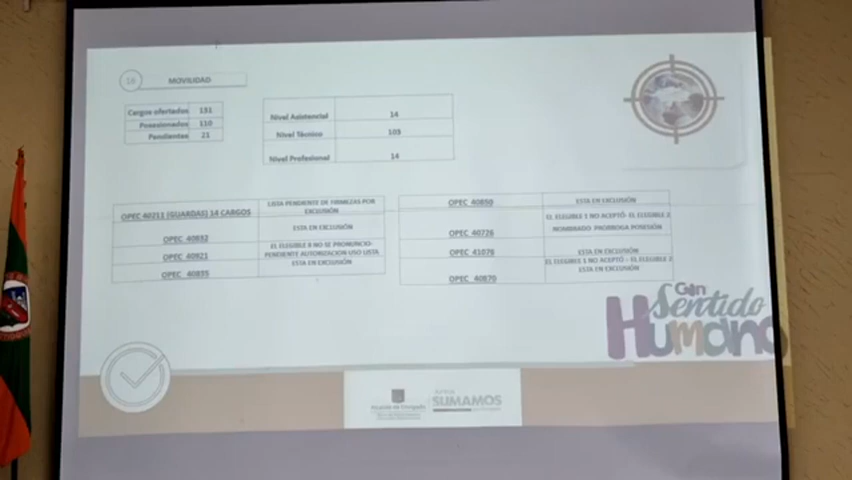 MOVILIDAD
Cargos ofertados 131
Posesionados 110
Pendientes 21
Nivel Asistencial 14
Nivel Técnico 103
Nivel Profesional 14
OPEC 40211 (GUARDAS) 14 CARGOS
LISTA PENDIENTE DE FIRMEZAS POR
EXCLUSIÓN
OPEC 40832
ESTA EN EXCLUSIÓN
OPEC 40921
EL ELEGIBLE 8 NO SE PRONUNCIO-
PENDIENTE AUTORIZACION USO LISTA
OPEC 40835
ESTA EN EXCLUSIÓN
OPEC 40850
ESTA EN EXCLUSIÓN
OPEC 40726
EL ELEGIBLE 1 NO ACEPTÓ- EL ELEGIBLE 2
NOMBRADO PRORROGA POSESIÓN
OPEC 41076
ESTA EN EXCLUSIÓN
OPEC 40870
EL ELEGIBLE 1 NO ACEPTÓ - EL ELEGIBLE 2
ESTA EN EXCLUSIÓN
Con
Sentido
Humano
SUMAMOS